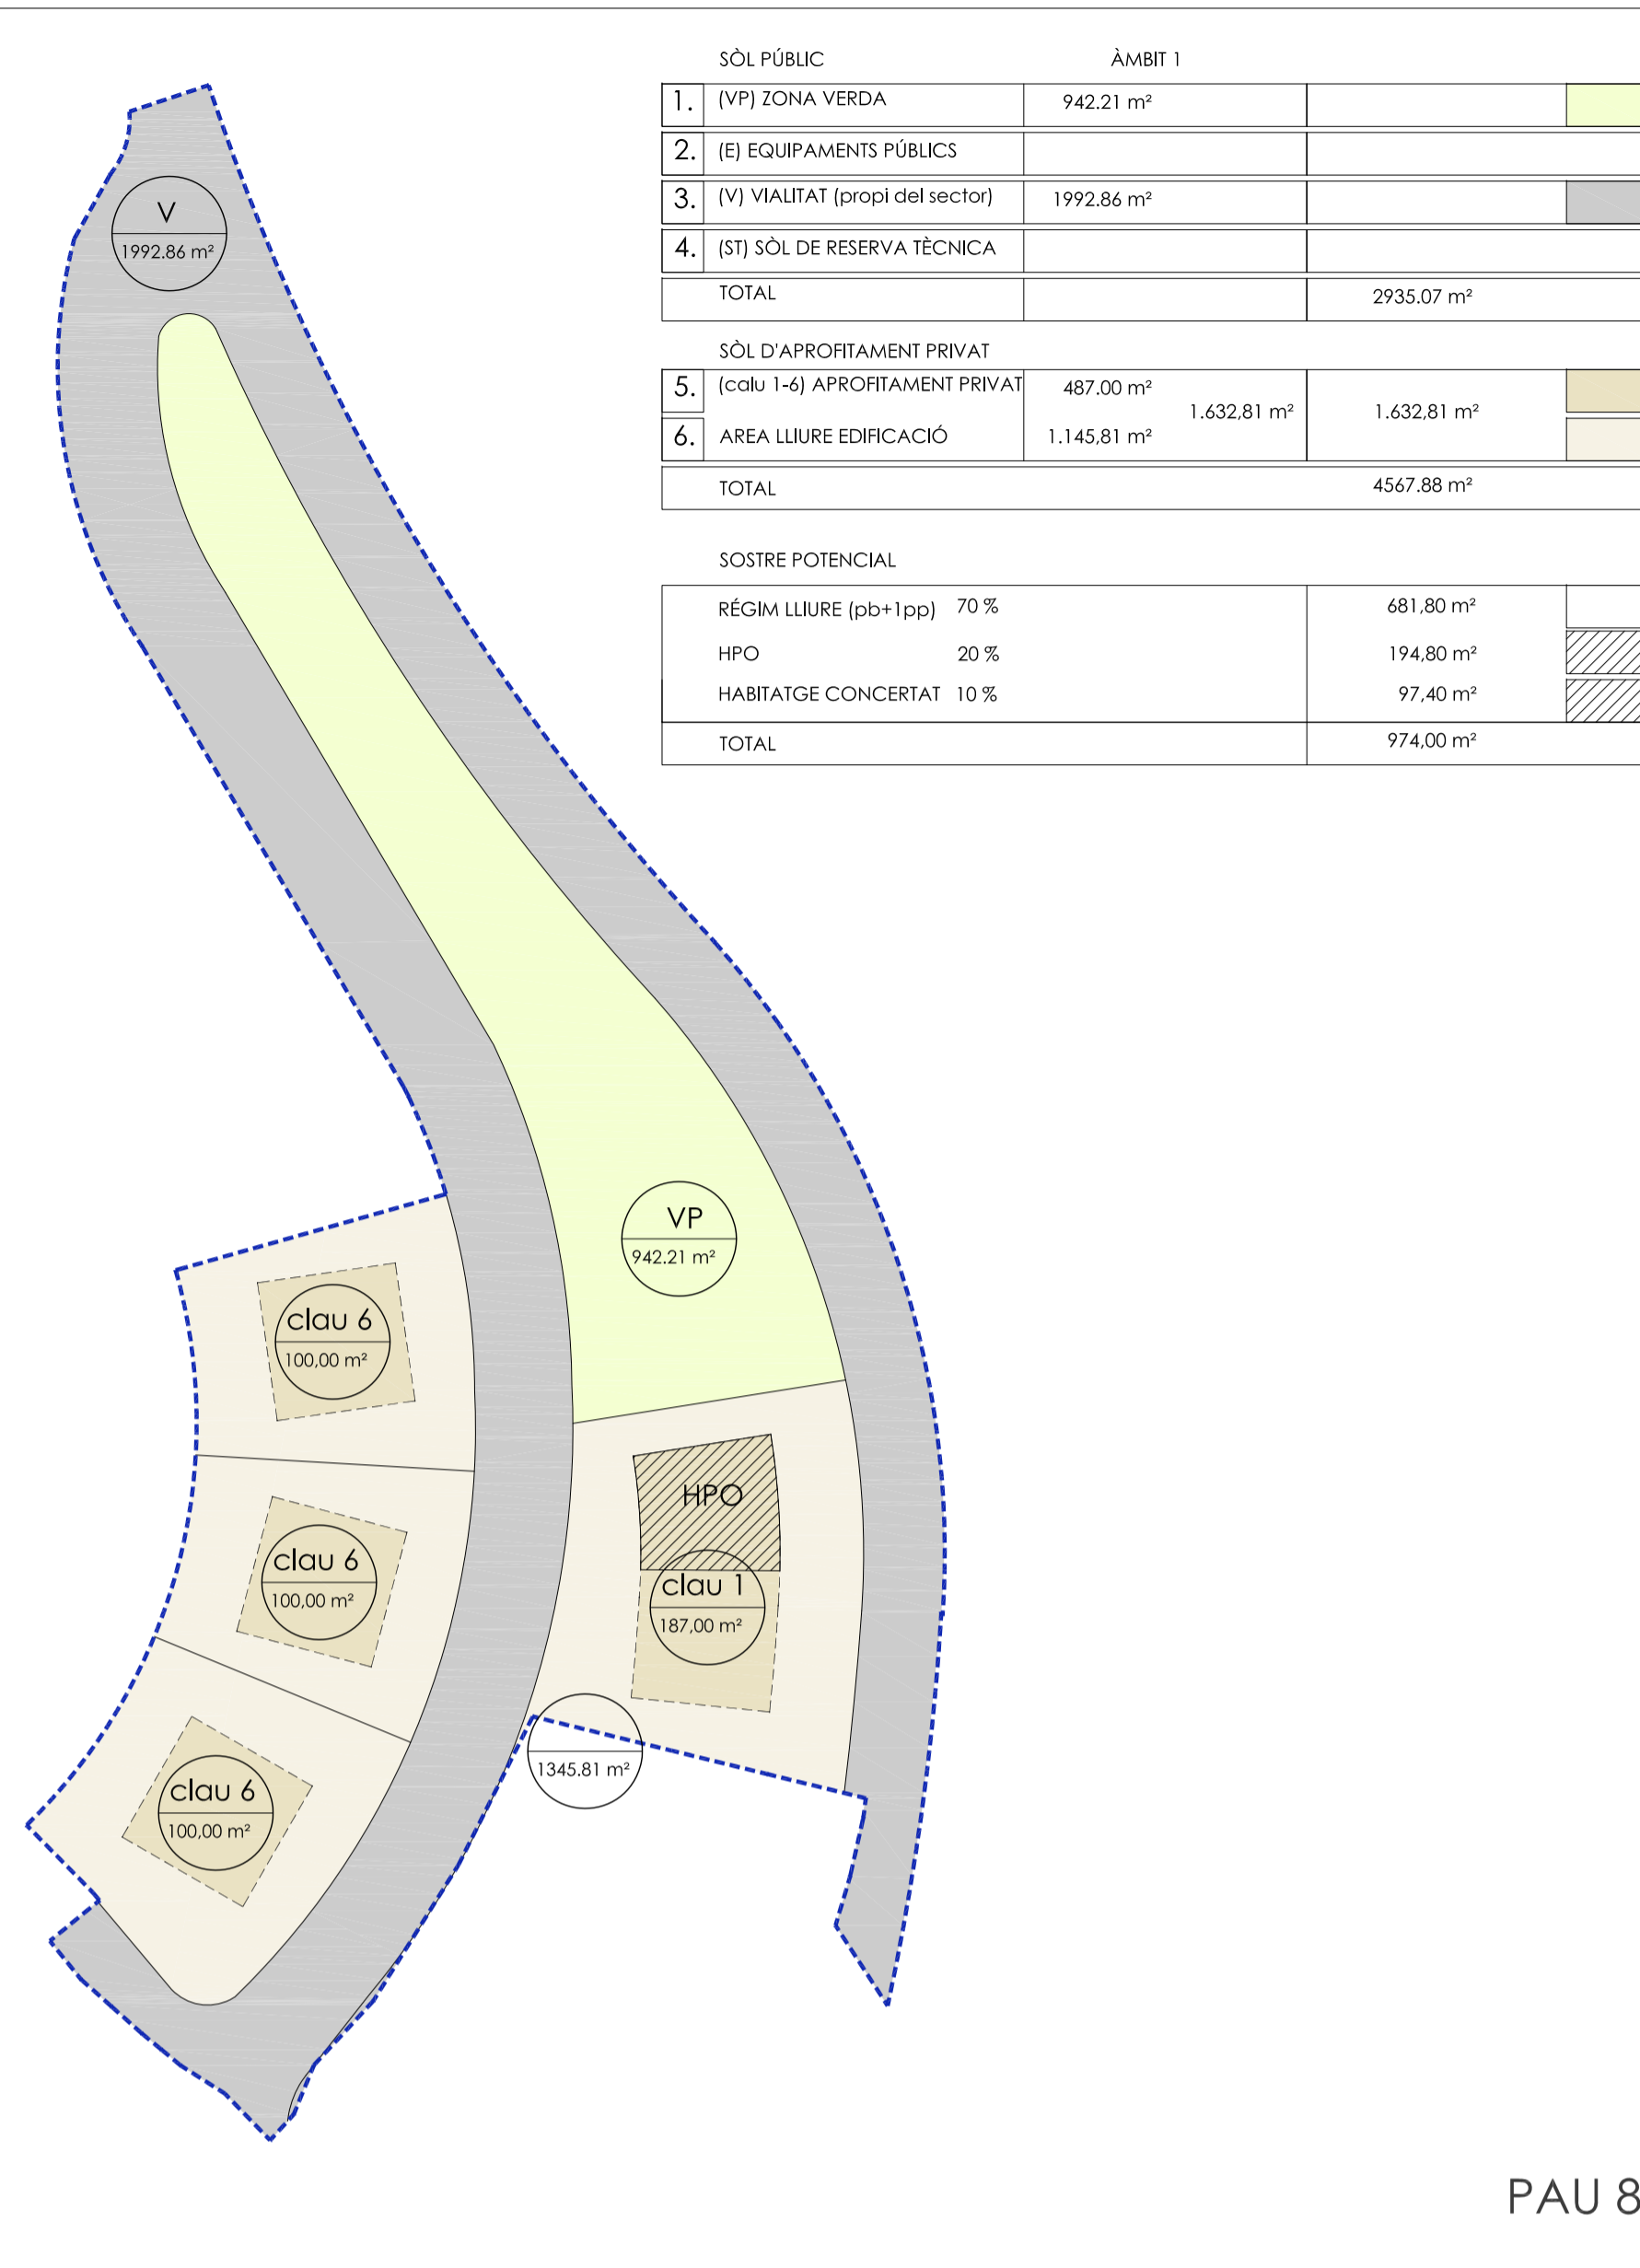 SÒL PÚBLIC ÀMBIT 1
1. (VP) ZONA VERDA 942.21 m²
2. (E) EQUIPAMENTS PÚBLICS
3. (V) VIALITAT (propi del sector) 1992.86 m²
4. (ST) SÒL DE RESERVA TÈCNICA
TOTAL 2935.07 m²
SÒL D'APROFITAMENT PRIVAT
5. (calu 1-6) APROFITAMENT PRIVAT 487.00 m²
1.632,81 m² 1.632,81 m²
6. AREA LLIURE EDIFICACIÓ 1.145,81 m²
TOTAL 4567.88 m²
SOSTRE POTENCIAL
RÉGIM LLIURE (pb+1pp) 70 % 681,80 m²
HPO 20 % 194,80 m²
HABITATGE CONCERTAT 10 % 97,40 m²
TOTAL 974,00 m²
V
1992.86 m²
VP
942.21 m²
clau 6
100,00 m²
HPO
clau 6
100,00 m²
clau 1
187,00 m²
1345.81 m²
clau 6
100,00 m²
PAU 8